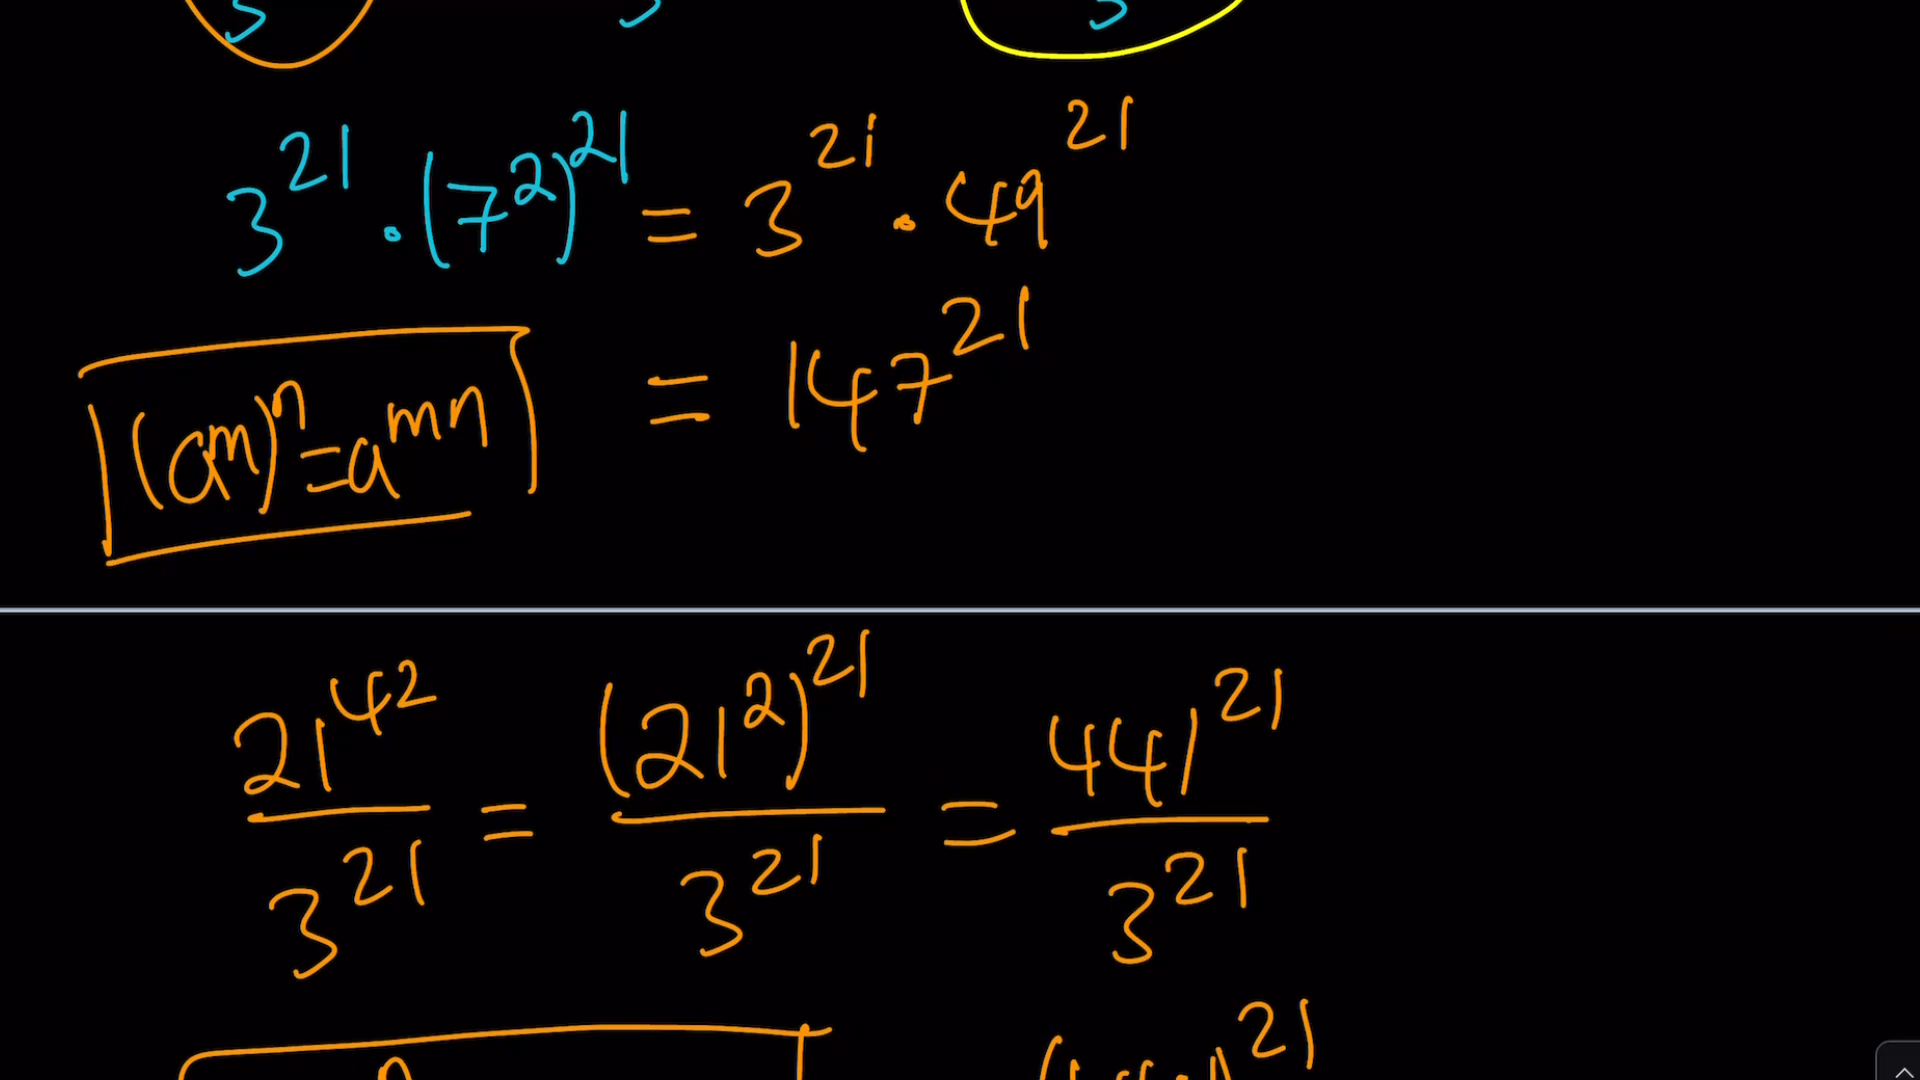 3^21 · (7^2)^21 = 3^21 · 49^21
(a^m)^n = a^mn
= 147^21
21^42 / 3^21 = (21^2)^21 / 3^21 = 441^21 / 3^21